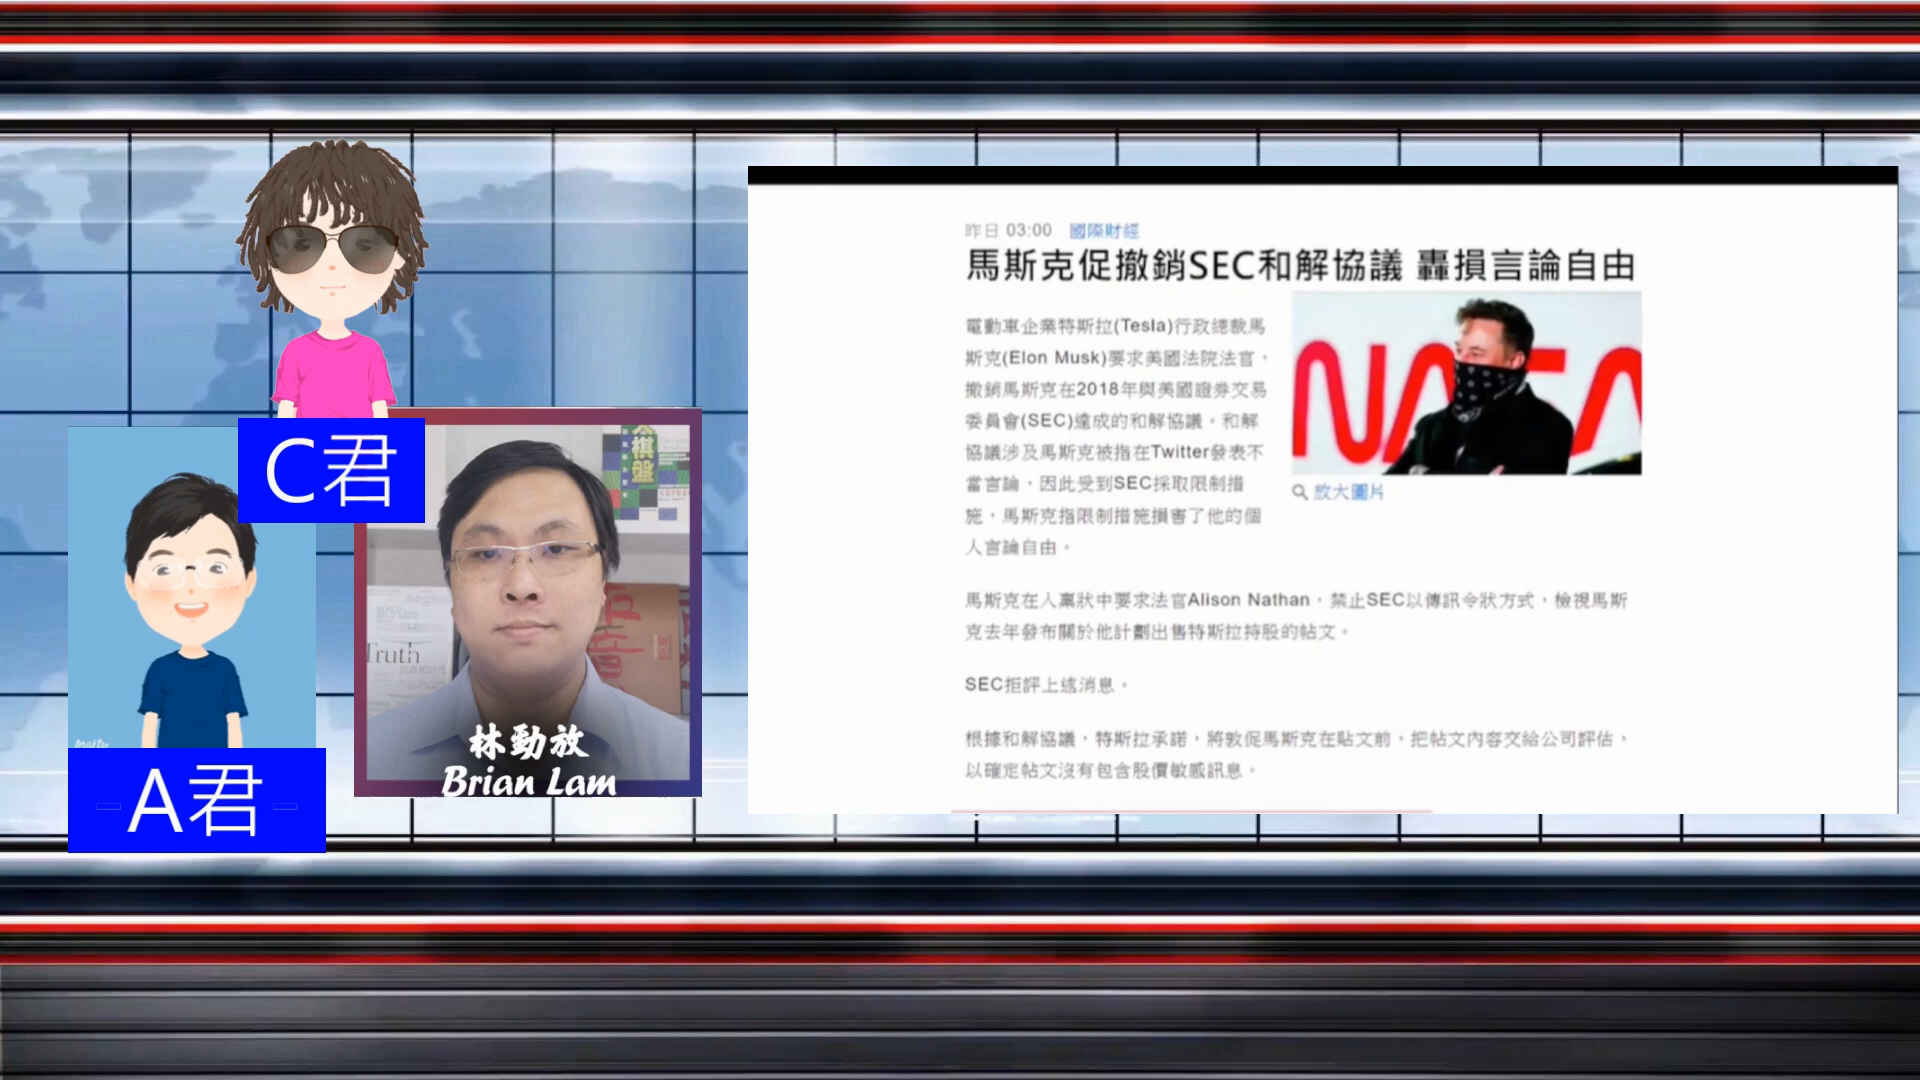 C君
A君
林勁放
Brian Lam
Truth
棋盤
昨日 03:00 國際財經
馬斯克促撤銷SEC和解協議 轟損言論自由
電動車企業特斯拉(Tesla)行政總裁馬
斯克(Elon Musk)要求美國法院法官，
撤銷馬斯克在2018年與美國證券交易
委員會(SEC)達成的和解協議。和解
協議涉及馬斯克被指在Twitter發表不
當言論，因此受到SEC採取限制措
施，馬斯克指限制措施損害了他的個
人言論自由。
NASA
放大圖片
馬斯克在入稟狀中要求法官Alison Nathan，禁止SEC以傳訊令狀方式，檢視馬斯
克去年發布關於他計劃出售特斯拉持股的帖文。
SEC拒評上述消息。
根據和解協議，特斯拉承諾，將敦促馬斯克在貼文前，把帖文內容交給公司評估，
以確定帖文沒有包含股價敏感訊息。